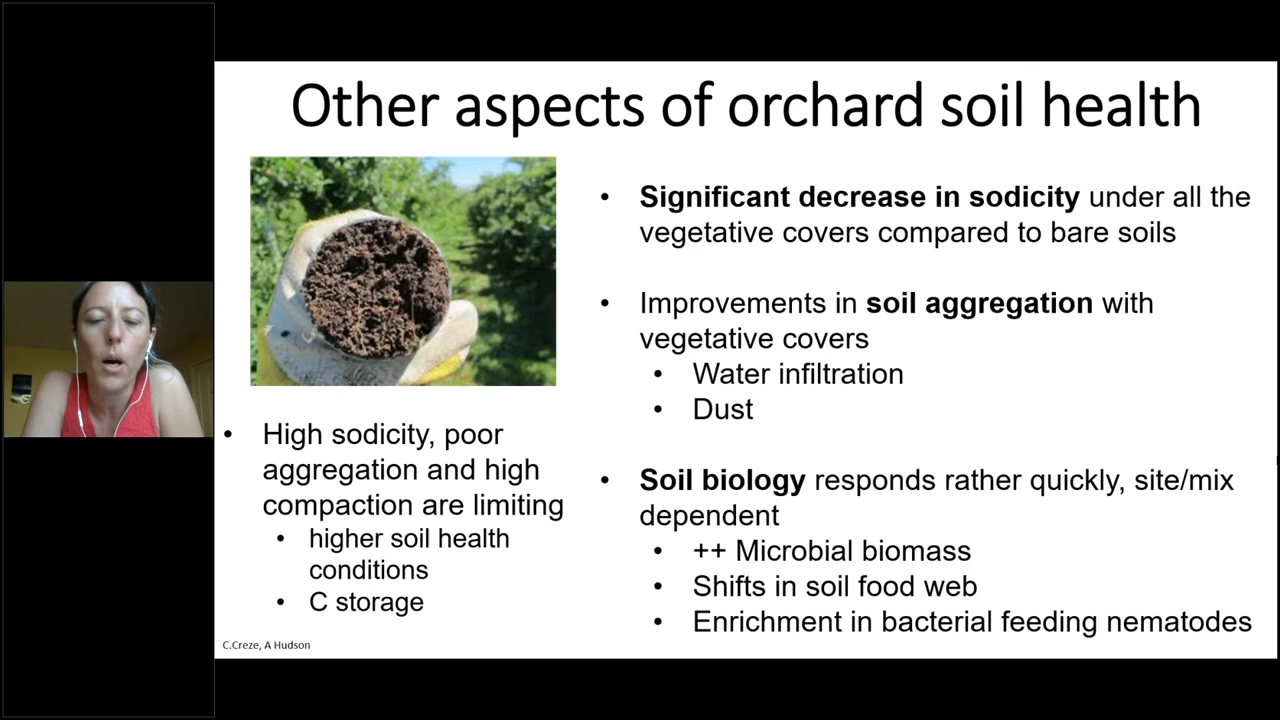 Other aspects of orchard soil health
• High sodicity, poor
aggregation and high
compaction are limiting
• higher soil health
conditions
• C storage
C.Creze, A Hudson
• Significant decrease in sodicity under all the
vegetative covers compared to bare soils
• Improvements in soil aggregation with
vegetative covers
• Water infiltration
• Dust
• Soil biology responds rather quickly, site/mix
dependent
• ++ Microbial biomass
• Shifts in soil food web
• Enrichment in bacterial feeding nematodes